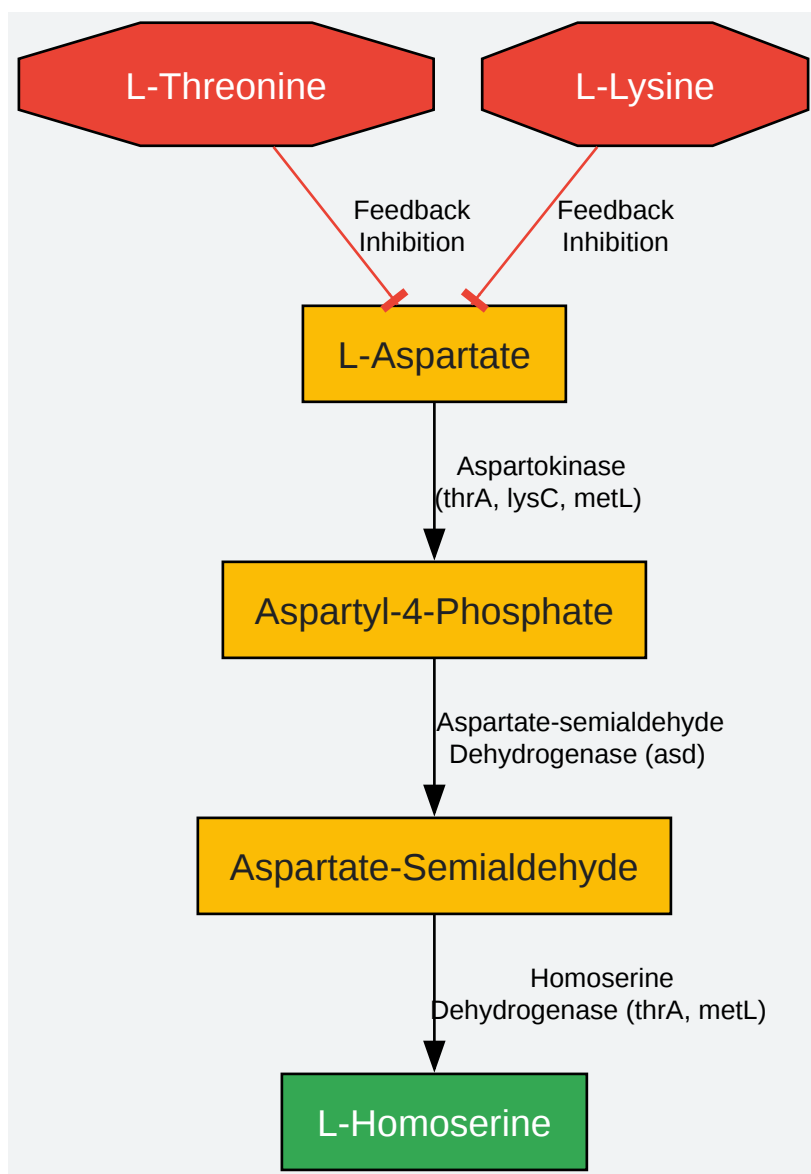 L-Threonine
L-Lysine
Feedback
Inhibition
Feedback
Inhibition
L-Aspartate
Aspartokinase
(thrA, lysC, metL)
Aspartyl-4-Phosphate
Aspartate-semialdehyde
Dehydrogenase (asd)
Aspartate-Semialdehyde
Homoserine
Dehydrogenase (thrA, metL)
L-Homoserine